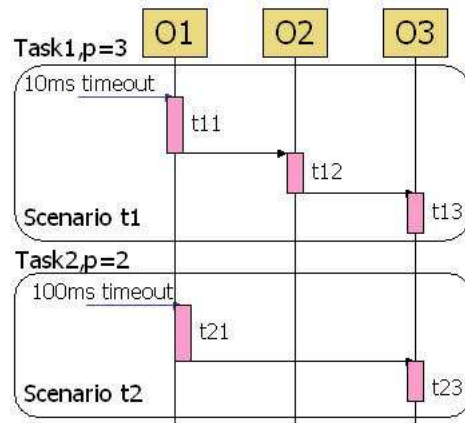 O1 O2 O3
Task1,p=3
10ms timeout
t11
t12
t13
Scenario t1
Task2,p=2
100ms timeout
t21
t23
Scenario t2